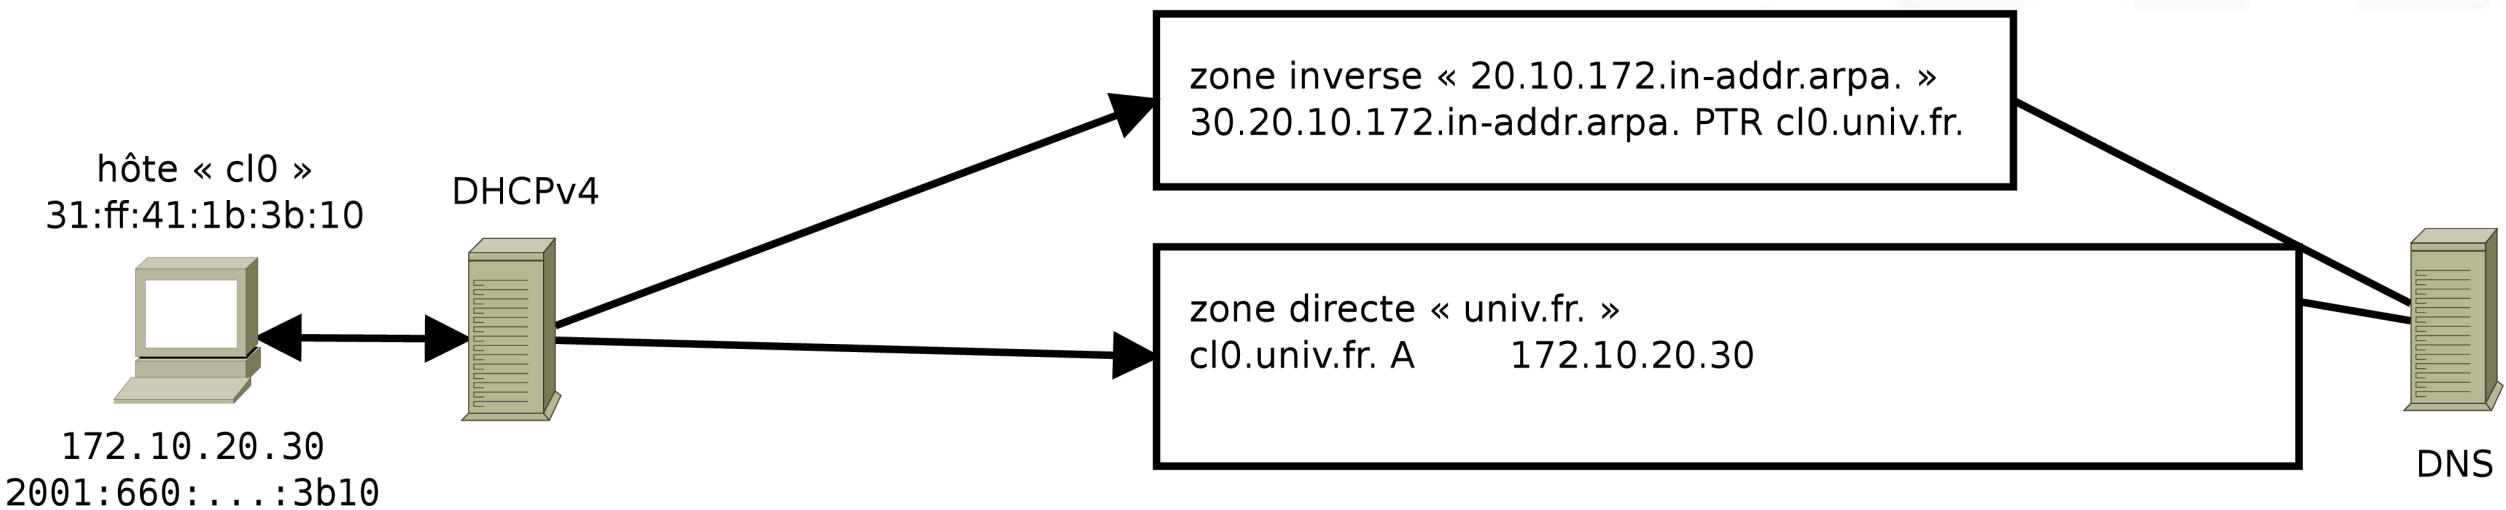 hôte « cl0 »
31:ff:41:1b:3b:10
172.10.20.30
2001:660:...:3b10
DHCPv4
zone inverse « 20.10.172.in-addr.arpa. »
30.20.10.172.in-addr.arpa. PTR cl0.univ.fr.
zone directe « univ.fr. »
cl0.univ.fr. A 172.10.20.30
DNS